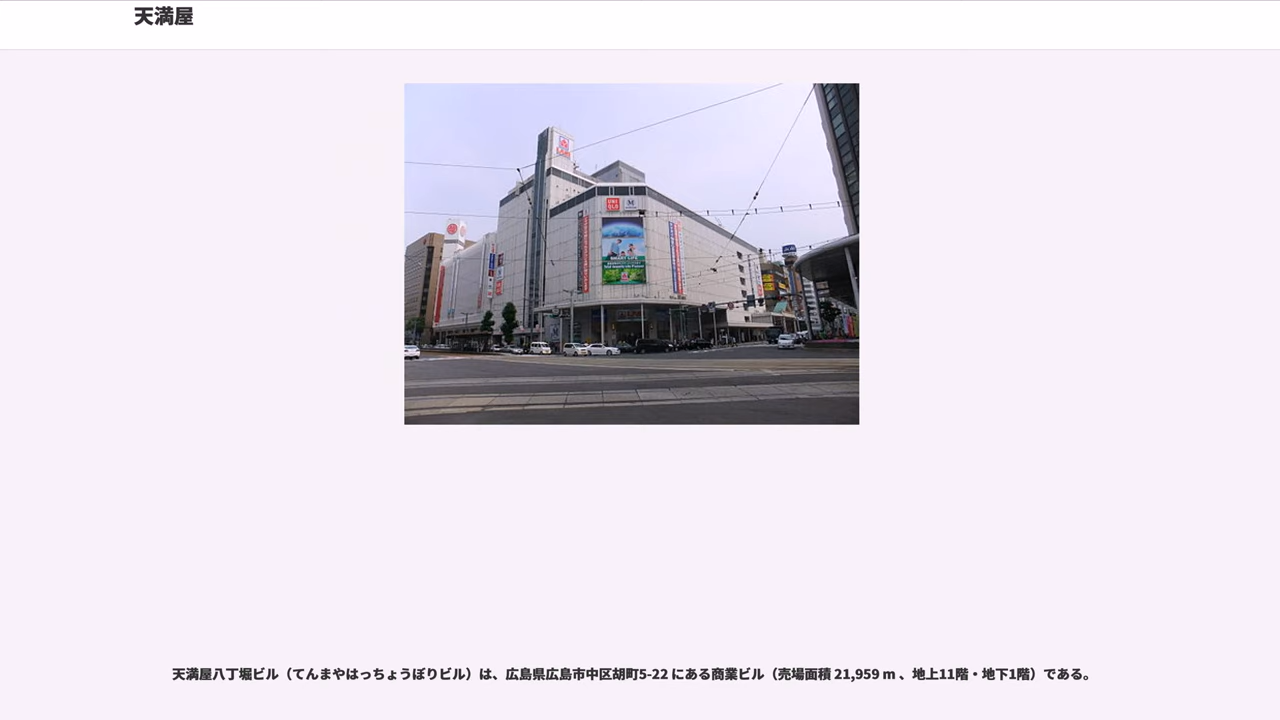 天満屋
UNI
QLO
天満屋八丁堀ビル（てんまやはっちょうぼりビル）は、広島県広島市中区胡町5-22 にある商業ビル（売場面積 21,959 m 、地上11階・地下1階）である。